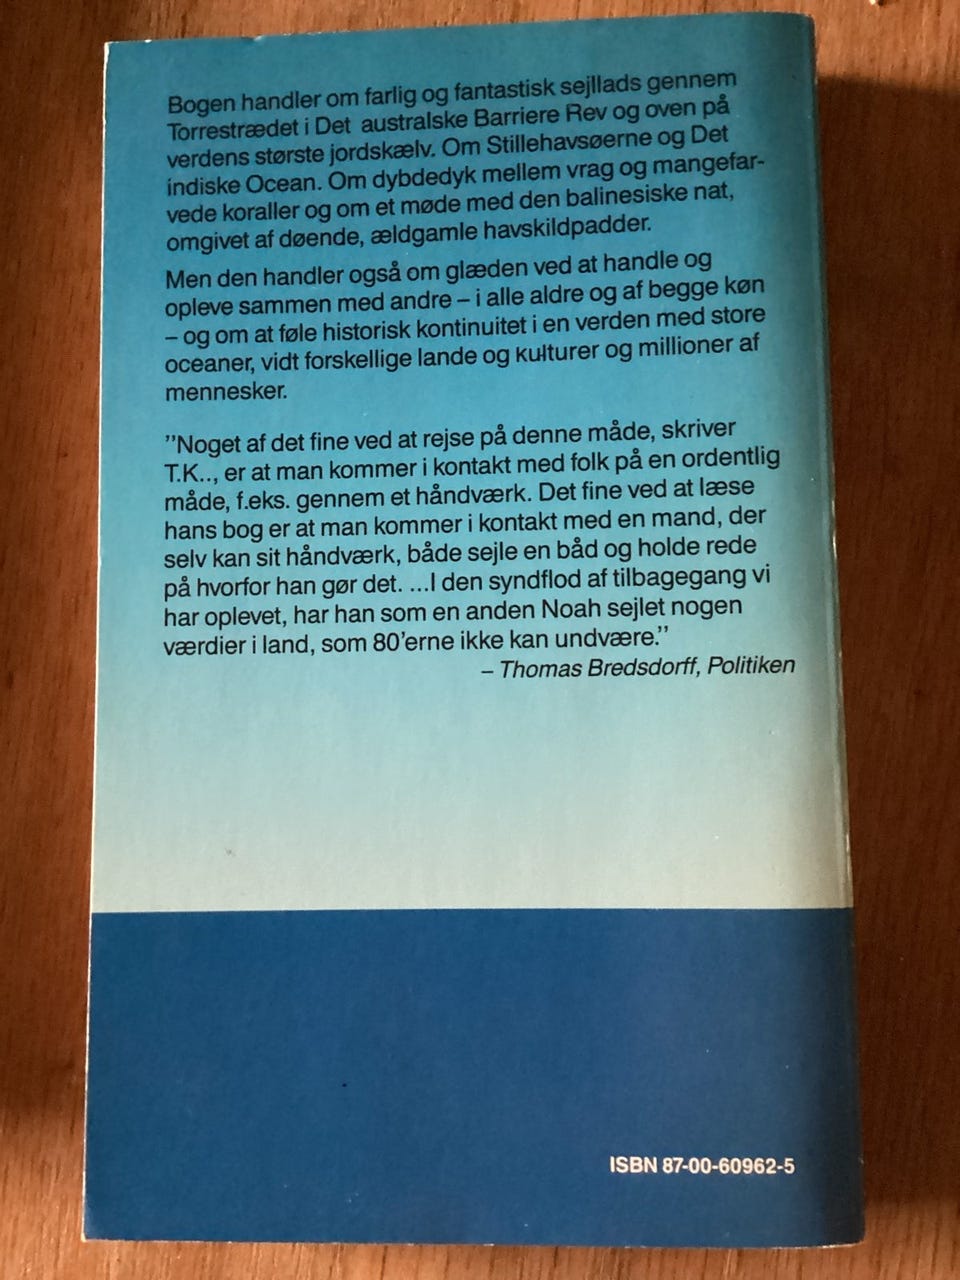 Bogen handler om farlig og fantastisk sejllads gennem
Torrestrædet i Det australske Barriere Rev og oven på
verdens største jordskælv. Om Stillehavsøerne og Det
indiske Ocean. Om dybdedyk mellem vrag og mangefar-
vede koraller og om et møde med den balinesiske nat,
omgivet af døende, ældgamle havskildpadder.
Men den handler også om glæden ved at handle og
opleve sammen med andre – i alle aldre og af begge køn
– og om at føle historisk kontinuitet i en verden med store
oceaner, vidt forskellige lande og kulturer og millioner af
mennesker.
"Noget af det fine ved at rejse på denne måde, skriver
T.K.., er at man kommer i kontakt med folk på en ordentlig
måde, f.eks. gennem et håndværk. Det fine ved at læse
hans bog er at man kommer i kontakt med en mand, der
selv kan sit håndværk, både sejle en båd og holde rede
på hvorfor han gør det. ...I den syndflod af tilbagegang vi
har oplevet, har han som en anden Noah sejlet nogen
værdier i land, som 80'erne ikke kan undvære."
– Thomas Bredsdorff, Politiken
ISBN 87-00-60962-5